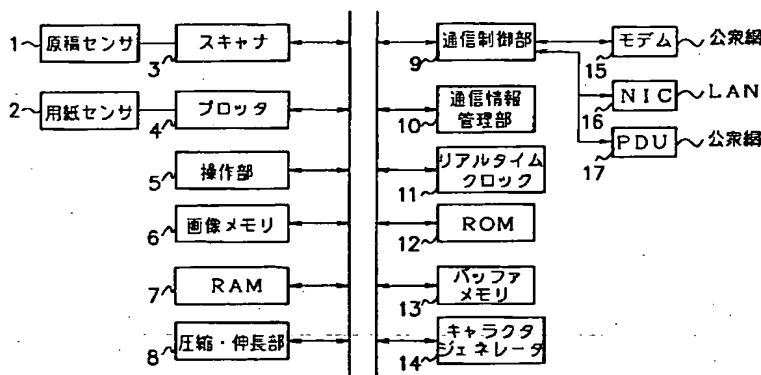 1 原稿センサ
3 スキャナ
2 用紙センサ
4 プロッタ
5 操作部
6 画像メモリ
7 RAM
8 圧縮・伸長部
9 通信制御部
10 通信情報
管理部
11 リアルタイム
クロック
12 ROM
13 バッファ
メモリ
14 キャラクタ
ジェネレータ
15 モデム 公衆網
16 NIC LAN
17 PDU 公衆網